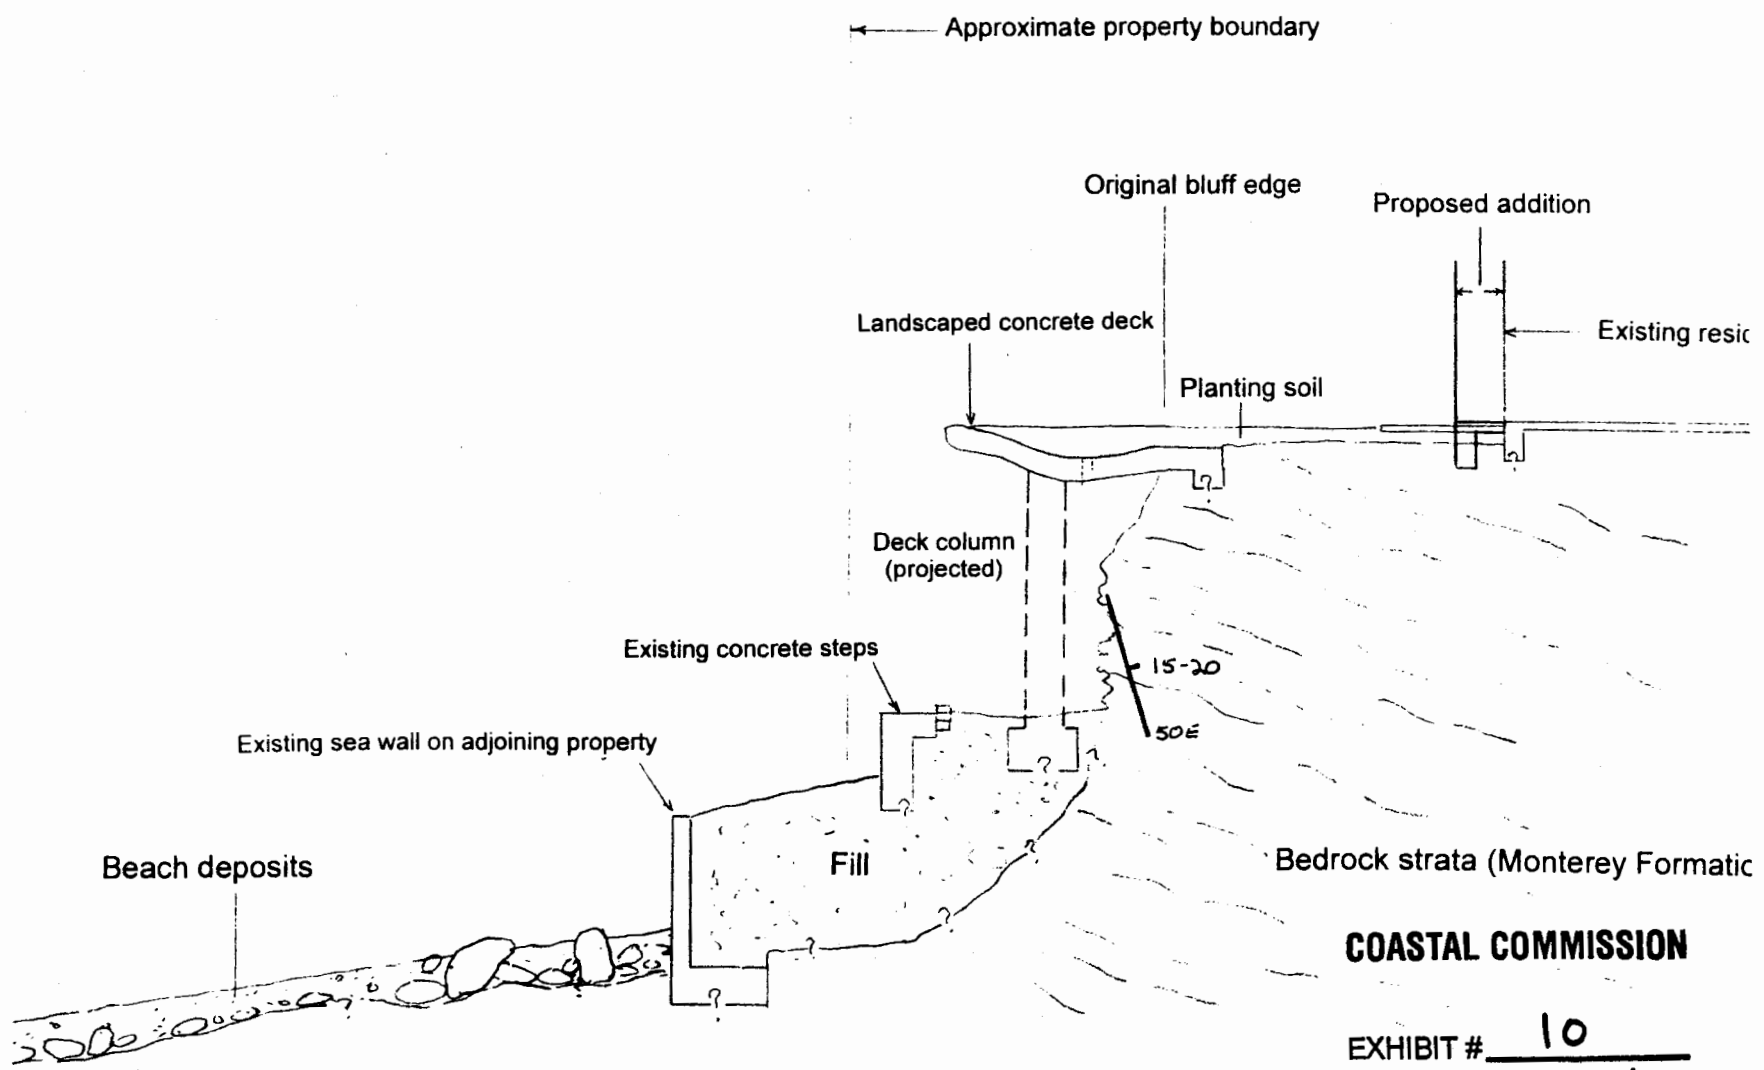 Approximate property boundary
Original bluff edge
Proposed addition
Landscaped concrete deck
Existing resic
Planting soil
Deck column
(projected)
Existing concrete steps
15-20
50E
Existing sea wall on adjoining property
?
?
?
?
?
?
?
?
?
Beach deposits
Fill
Bedrock strata (Monterey Formatic
COASTAL COMMISSION
EXHIBIT # 10